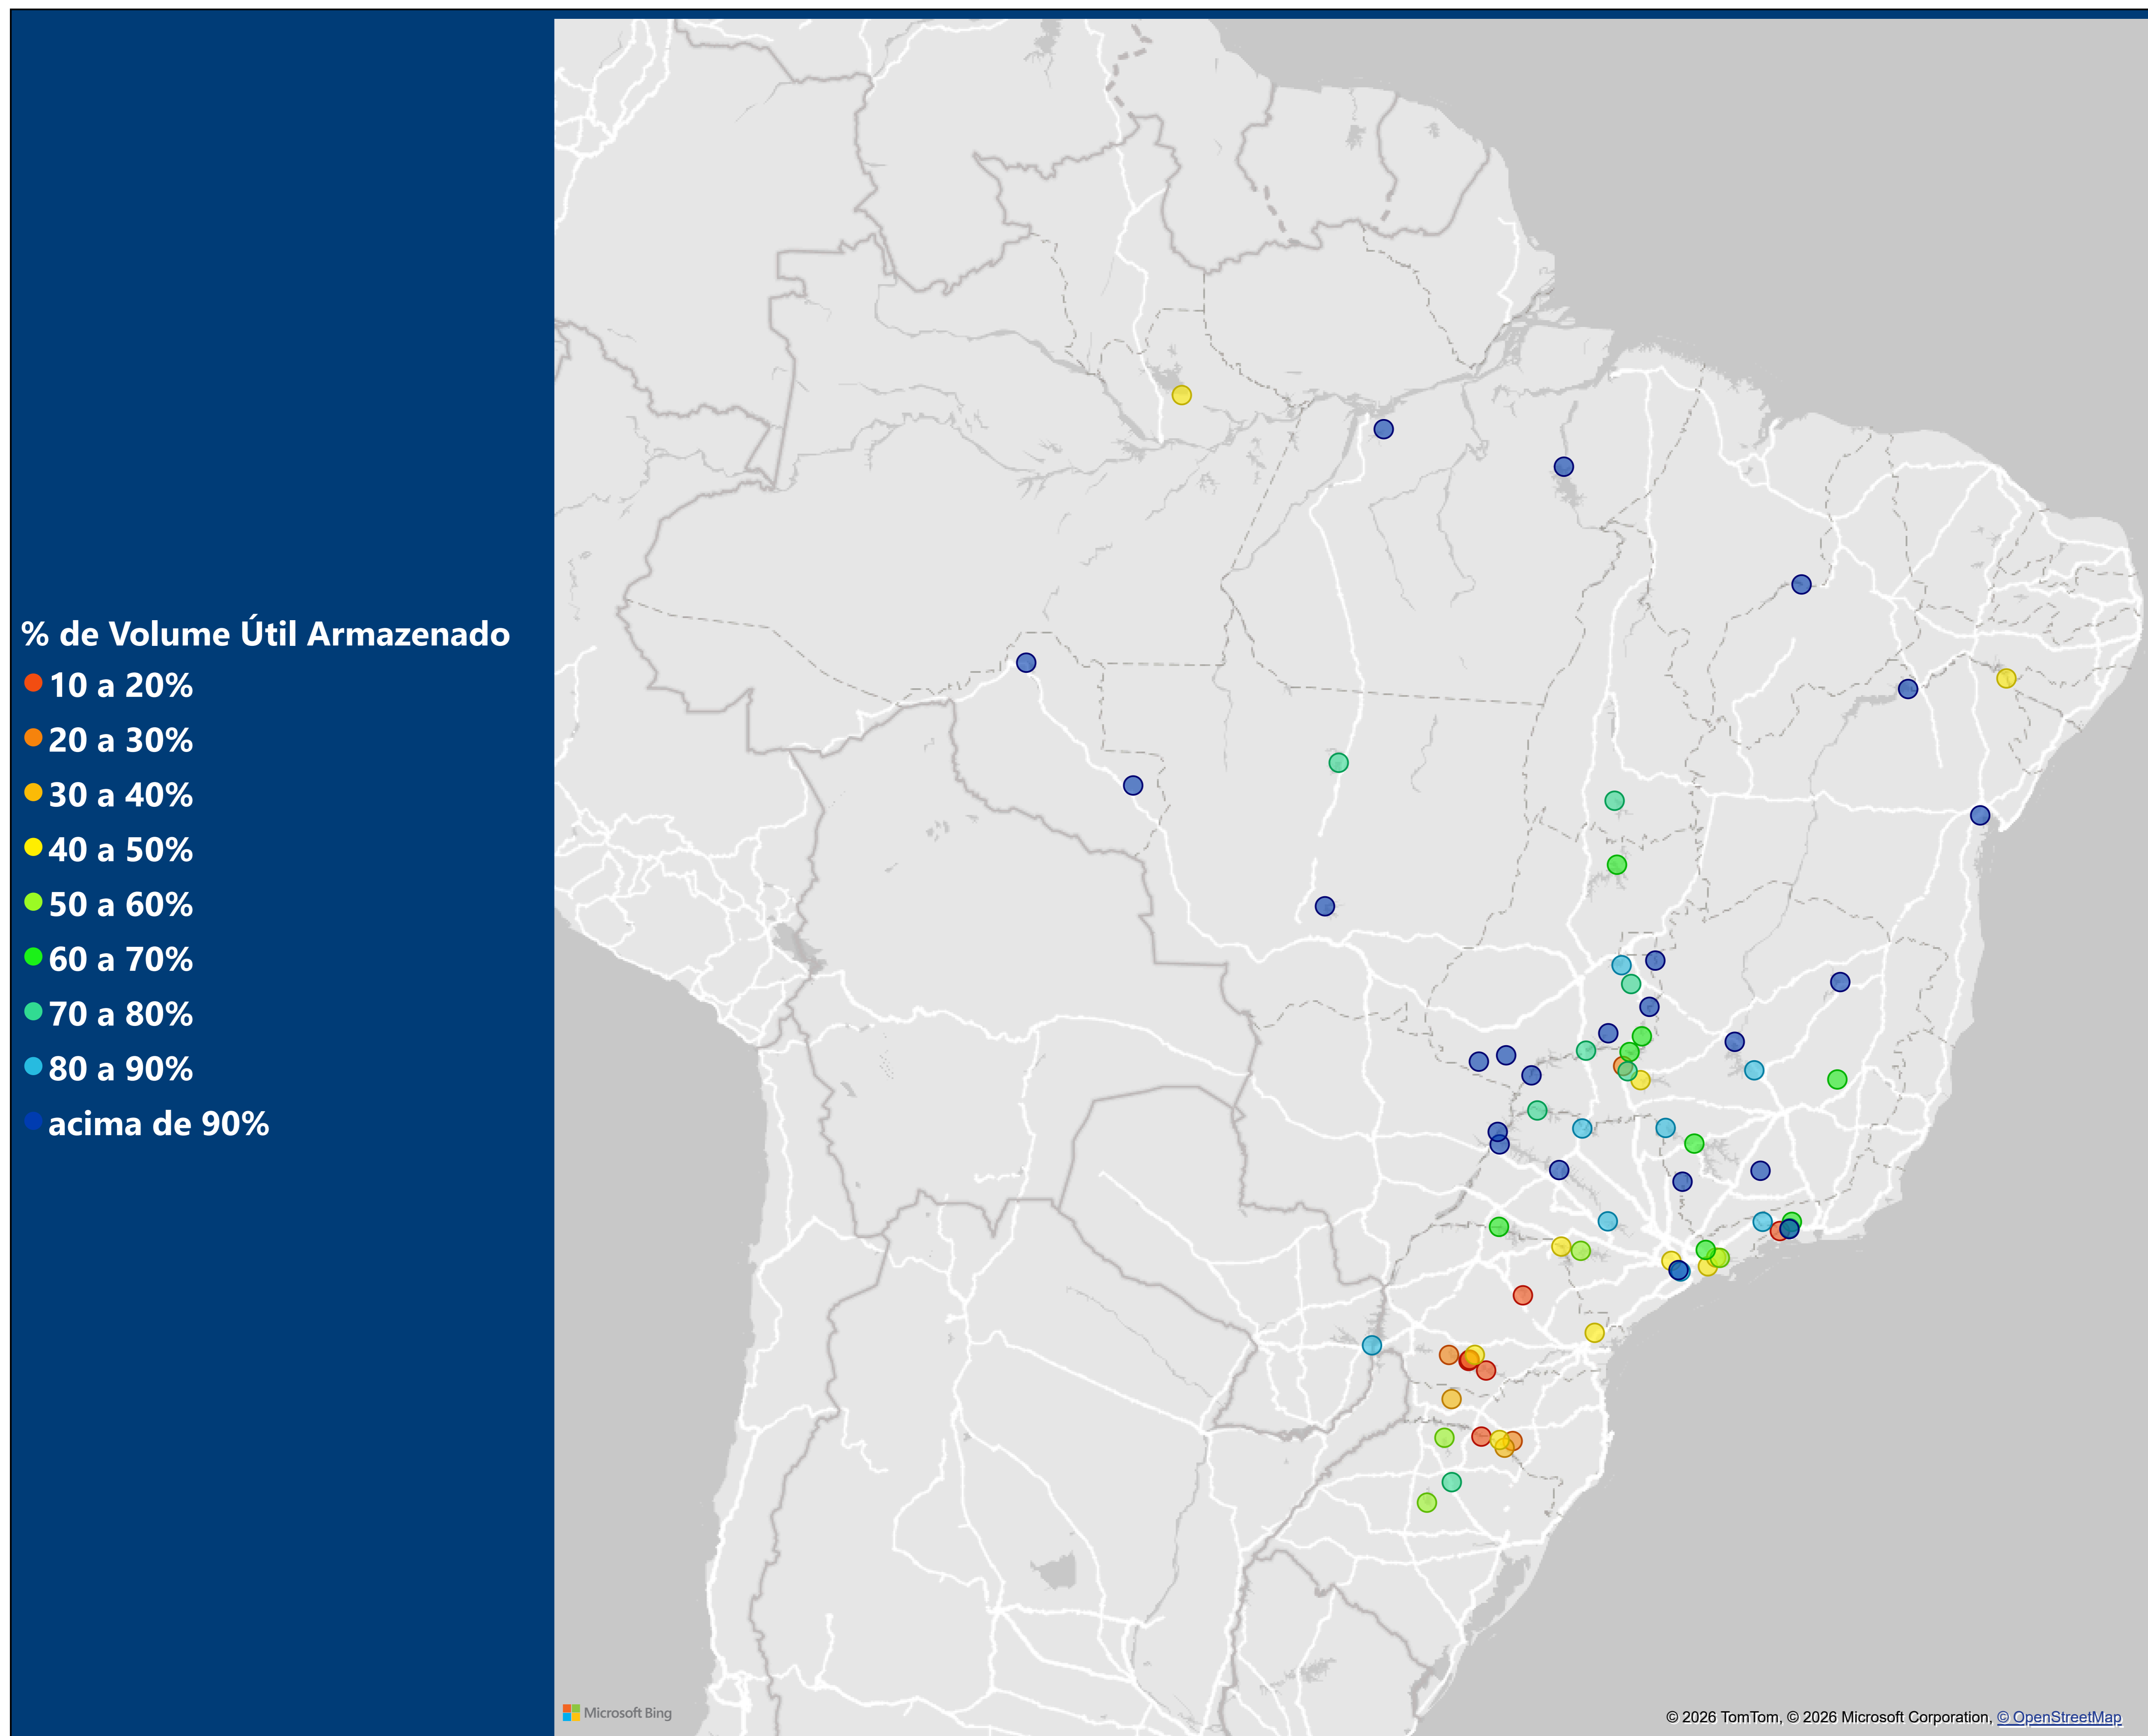 % de Volume Útil Armazenado
10 a 20%
20 a 30%
30 a 40%
40 a 50%
50 a 60%
60 a 70%
70 a 80%
80 a 90%
acima de 90%
Microsoft Bing
© 2026 TomTom, © 2026 Microsoft Corporation, © OpenStreetMap